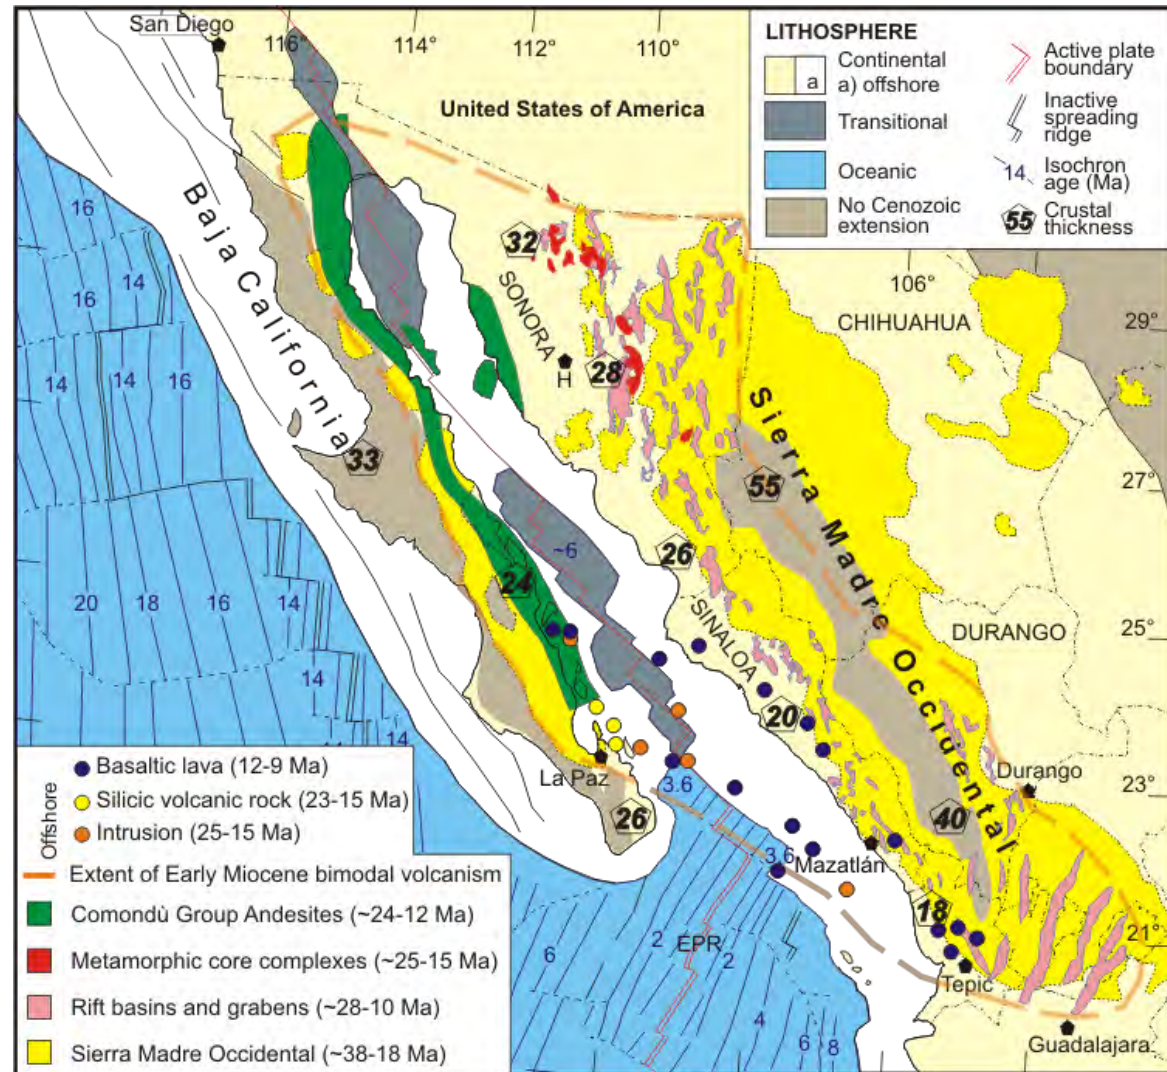 San Diego
116°
114°
112°
110°
United States of America
LITHOSPHERE
a
Continental
a) offshore
Transitional
Oceanic
No Cenozoic
extension
Active plate
boundary
Inactive
spreading
ridge
14
Isochron
age (Ma)
55
Crustal
thickness
Baja California
16
14
16
14
16
14
14
16
32
SONORA
H
28
106°
CHIHUAHUA
29°
33
Sierra Madre Occidental
55
27°
~6
26
24
20
18
16
14
SINALOA
DURANGO
25°
14
20
14
14
La Paz
3.6
Durango
23°
26
40
3.6
Mazatlán
18
EPR
2
2
6
21°
Tepic
4
6
8
Guadalajara
Offshore
Basaltic lava (12-9 Ma)
Silicic volcanic rock (23-15 Ma)
Intrusion (25-15 Ma)
Extent of Early Miocene bimodal volcanism
Comondù Group Andesites (~24-12 Ma)
Metamorphic core complexes (~25-15 Ma)
Rift basins and grabens (~28-10 Ma)
Sierra Madre Occidental (~38-18 Ma)